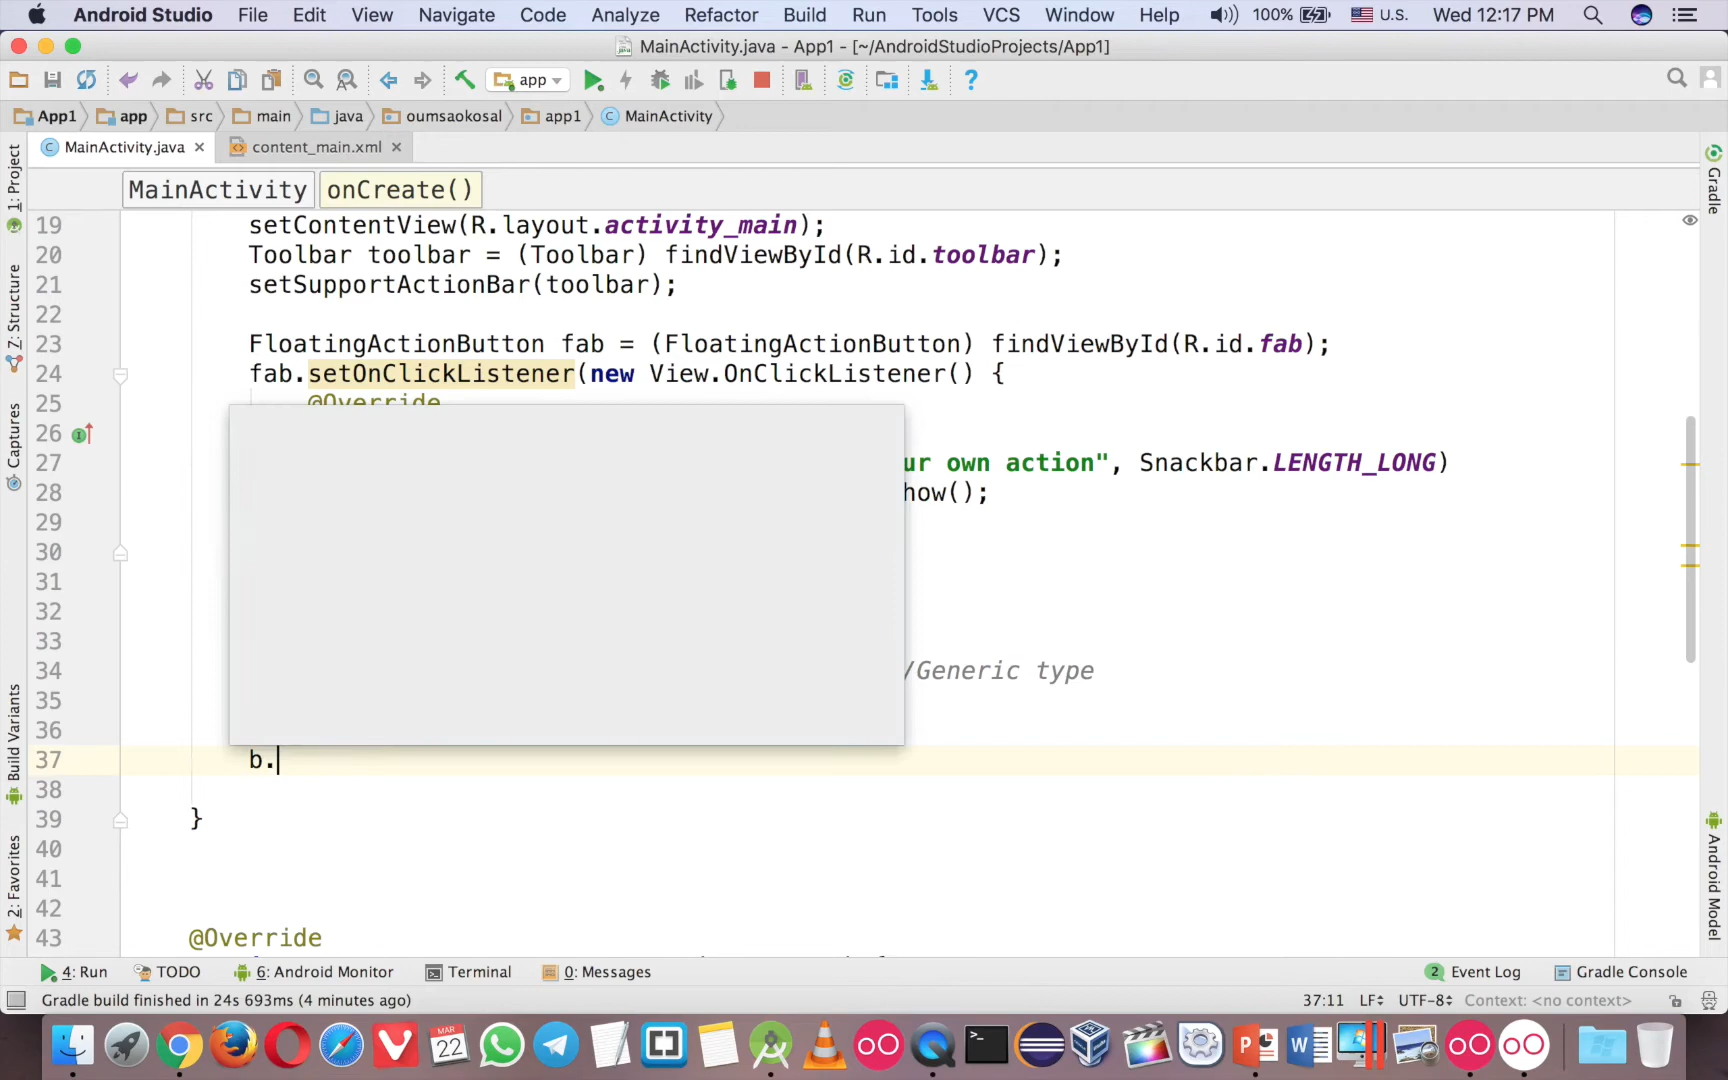 Android Studio File Edit View Navigate Code Analyze Refactor Build Run Tools VCS Window Help 100% U.S. Wed 12:17 PM
MainActivity.java - App1 - [~/AndroidStudioProjects/App1]
app
App1 app src main java oumsaokosal app1 MainActivity
MainActivity.java content_main.xml
MainActivity onCreate()
19 setContentView(R.layout.activity_main);
20 Toolbar toolbar = (Toolbar) findViewById(R.id.toolbar);
21 setSupportActionBar(toolbar);
22
23 FloatingActionButton fab = (FloatingActionButton) findViewById(R.id.fab);
24 fab.setOnClickListener(new View.OnClickListener() {
25 @Override
26
27 ur own action", Snackbar.LENGTH_LONG)
28 how();
29
30
31
32
33
34 /Generic type
35
36
37 b.
38
39 }
40
41
42
43 @Override
1: Project
7: Structure
Captures
Build Variants
2: Favorites
Gradle
Android Model
4: Run TODO 6: Android Monitor Terminal 0: Messages 2 Event Log Gradle Console
Gradle build finished in 24s 693ms (4 minutes ago) 37:11 LF UTF-8 Context: <no context>
MAR
22